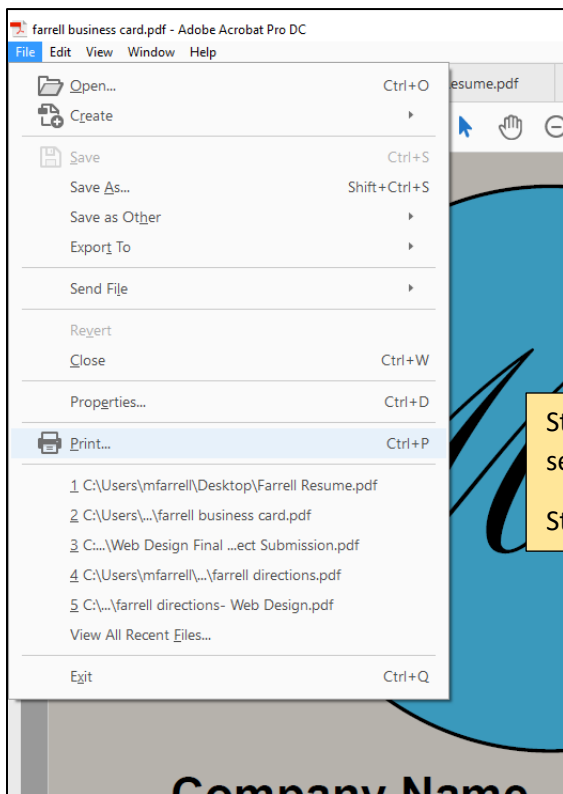 farrell business card.pdf - Adobe Acrobat Pro DC
File Edit View Window Help
esume.pdf
Open... Ctrl+O
Create
Save Ctrl+S
Save As... Shift+Ctrl+S
Save as Other
Export To
Send File
Revert
Close Ctrl+W
Properties... Ctrl+D
Print... Ctrl+P
1 C:\Users\mfarrell\Desktop\Farrell Resume.pdf
2 C:\Users\...\farrell business card.pdf
3 C:...\Web Design Final ...ect Submission.pdf
4 C:\Users\mfarrell\...\farrell directions.pdf
5 C:\...\farrell directions- Web Design.pdf
View All Recent Files...
Exit Ctrl+Q
St
se
St
Company Name